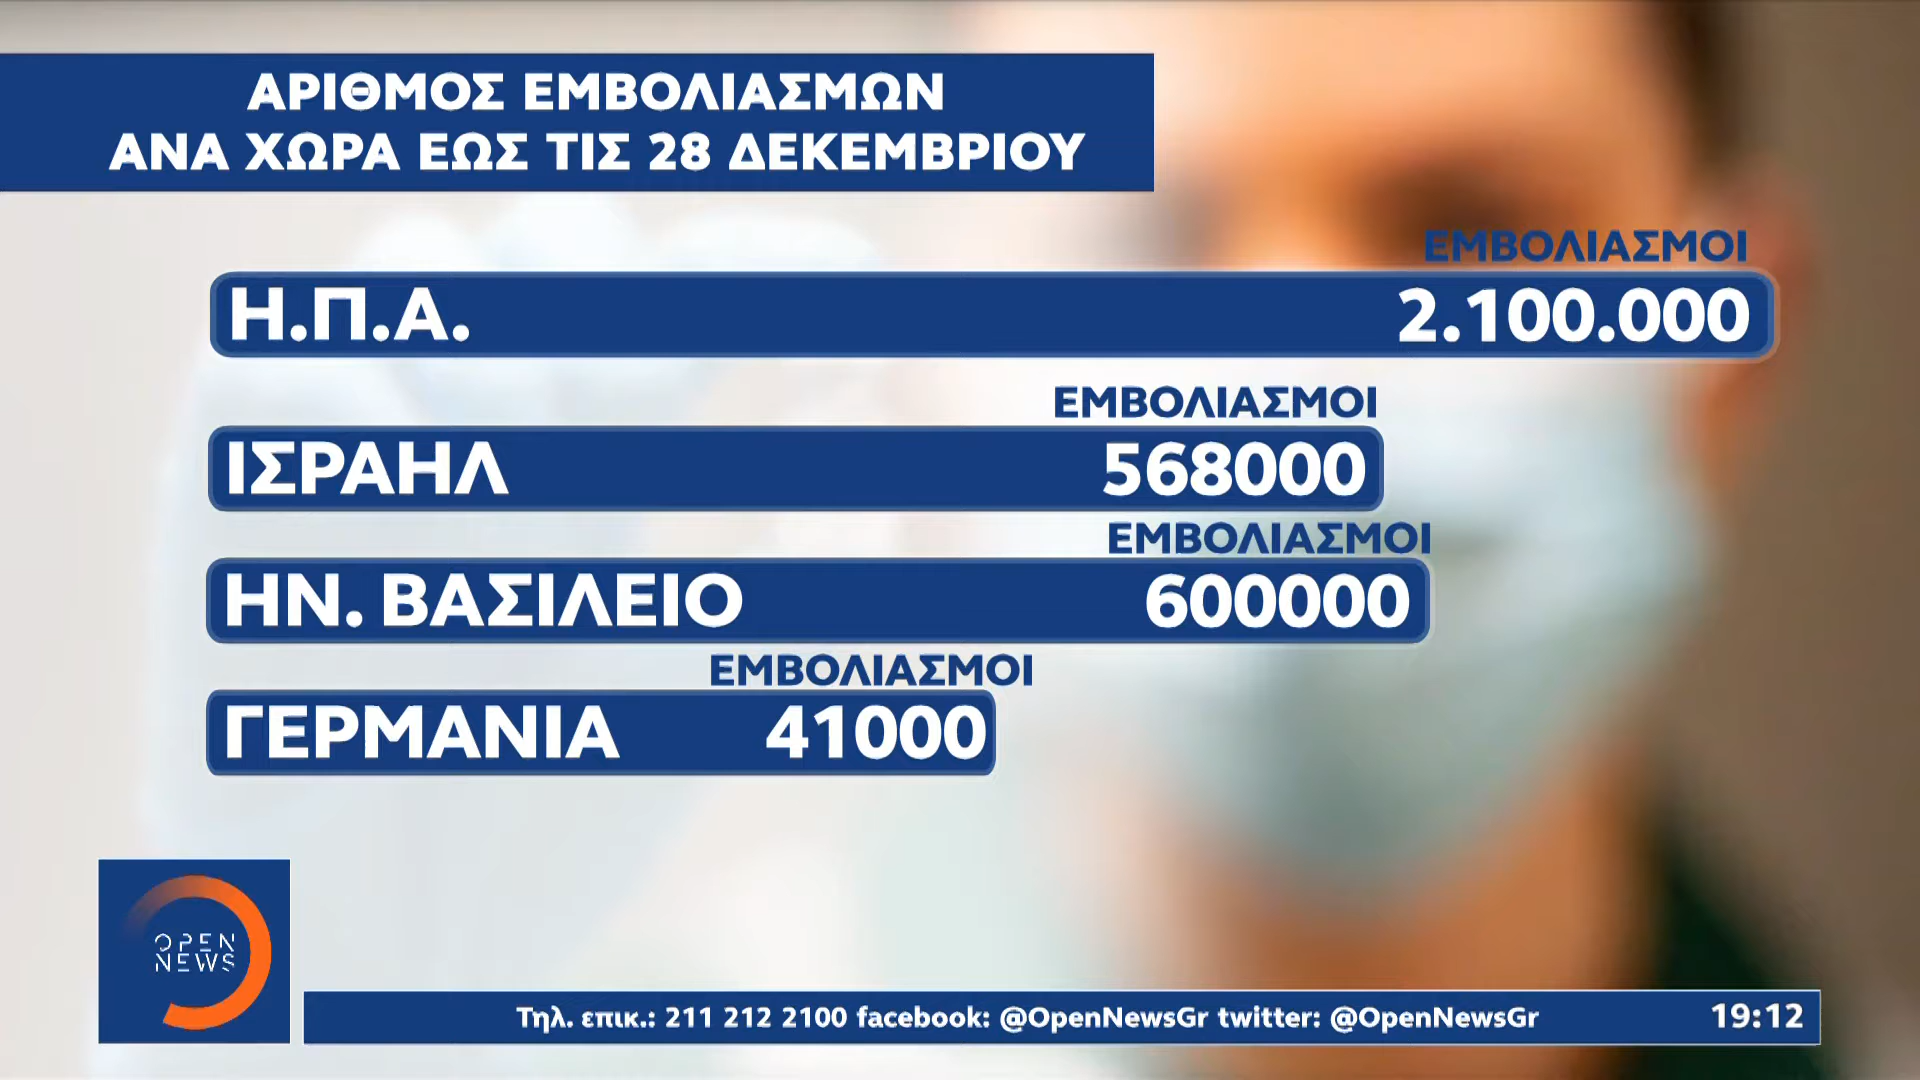 ΑΡΙΘΜΟΣ ΕΜΒΟΛΙΑΣΜΩΝ
ΑΝΑ ΧΩΡΑ ΕΩΣ ΤΙΣ 28 ΔΕΚΕΜΒΡΙΟΥ
ΕΜΒΟΛΙΑΣΜΟΙ
Η.Π.Α. 2.100.000
ΕΜΒΟΛΙΑΣΜΟΙ
ΙΣΡΑΗΛ 568000
ΕΜΒΟΛΙΑΣΜΟΙ
ΗΝ. ΒΑΣΙΛΕΙΟ 600000
ΕΜΒΟΛΙΑΣΜΟΙ
ΓΕΡΜΑΝΙΑ 41000
OPEN
NEWS
Τηλ. επικ.: 211 212 2100 facebook: @OpenNewsGr twitter: @OpenNewsGr 19:12